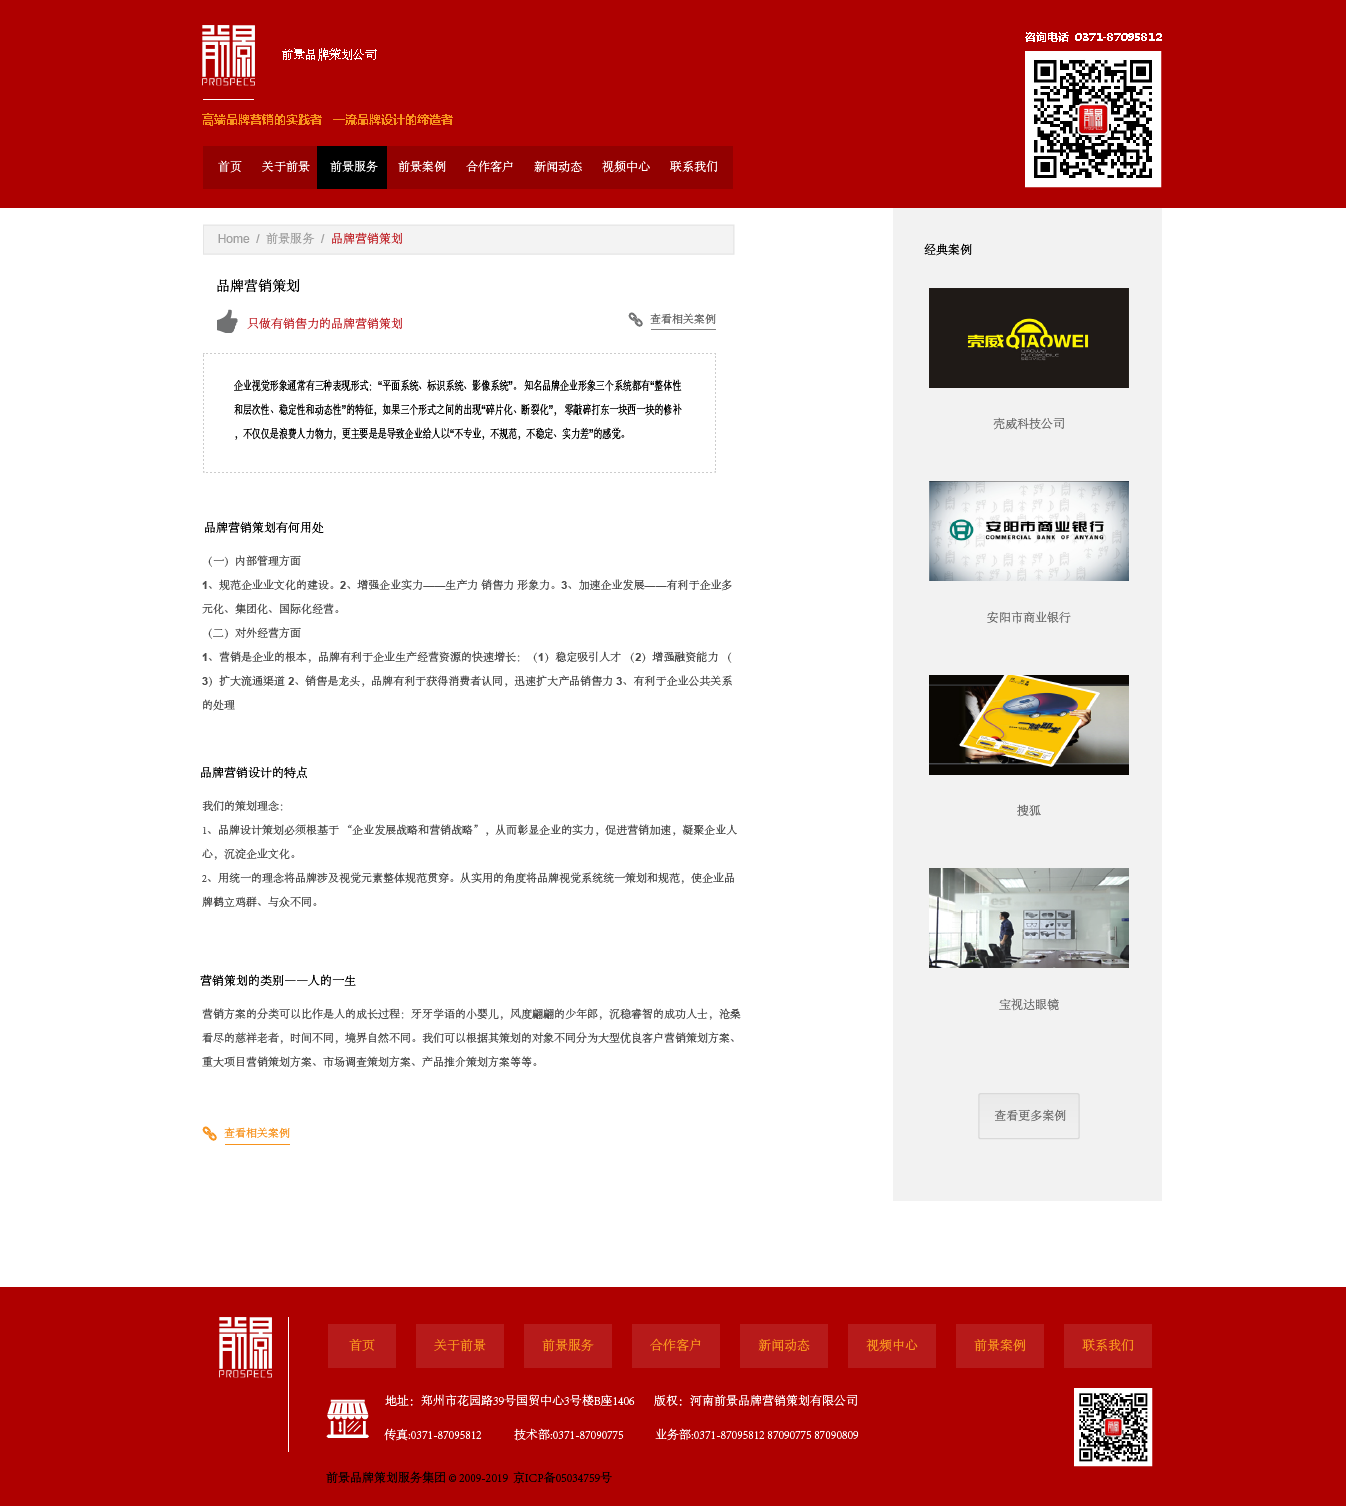 前景
PROSPECS
前景品牌策划公司
咨询电话 0371-87095812
高端品牌营销的实践者 一流品牌设计的缔造者
首页 关于前景 前景服务 前景案例 合作客户 新闻动态 视频中心 联系我们
Home / 前景服务 / 品牌营销策划
品牌营销策划
只做有销售力的品牌营销策划
查看相关案例
企业视觉形象通常有三种表现形式：“平面系统、标识系统、影像系统”。 知名品牌企业形象三个系统都有“整体性
和层次性、稳定性和动态性”的特征，如果三个形式之间的出现“碎片化、断裂化”， 零敲碎打东一块西一块的修补
，不仅仅是浪费人力物力，更主要是是导致企业给人以“不专业，不规范，不稳定、实力差”的感觉。
品牌营销策划有何用处
（一）内部管理方面
1、规范企业业文化的建设。2、增强企业实力——生产力 销售力 形象力。3、加速企业发展——有利于企业多
元化、集团化、国际化经营。
（二）对外经营方面
1、营销是企业的根本，品牌有利于企业生产经营资源的快速增长：（1）稳定吸引人才 （2）增强融资能力 （
3）扩大流通渠道 2、销售是龙头，品牌有利于获得消费者认同，迅速扩大产品销售力 3、有利于企业公共关系
的处理
品牌营销设计的特点
我们的策划理念：
1、品牌设计策划必须根基于 “企业发展战略和营销战略”，从而彰显企业的实力，促进营销加速，凝聚企业人
心，沉淀企业文化。
2、用统一的理念将品牌涉及视觉元素整体规范贯穿。从实用的角度将品牌视觉系统统一策划和规范，使企业品
牌鹤立鸡群、与众不同。
营销策划的类别——人的一生
营销方案的分类可以比作是人的成长过程：牙牙学语的小婴儿，风度翩翩的少年郎，沉稳睿智的成功人士，沧桑
看尽的慈祥老者，时间不同，境界自然不同。我们可以根据其策划的对象不同分为大型优良客户营销策划方案、
重大项目营销策划方案、市场调查策划方案、产品推介策划方案等等。
查看相关案例
经典案例
壳威QIAOWEI
QIAOWEI
AUTOMOBILE
SERVICE
壳威科技公司
安阳市商业银行
COMMERCIAL BANK OF ANYANG
安阳市商业银行
搜狐
宝视达眼镜
查看更多案例
前景
PROSPECS
首页 关于前景 前景服务 合作客户 新闻动态 视频中心 前景案例 联系我们
地址：郑州市花园路39号国贸中心3号楼B座1406 版权：河南前景品牌营销策划有限公司
传真:0371-87095812 技术部:0371-87090775 业务部:0371-87095812 87090775 87090809
前景品牌策划服务集团 © 2009-2019 京ICP备05034759号